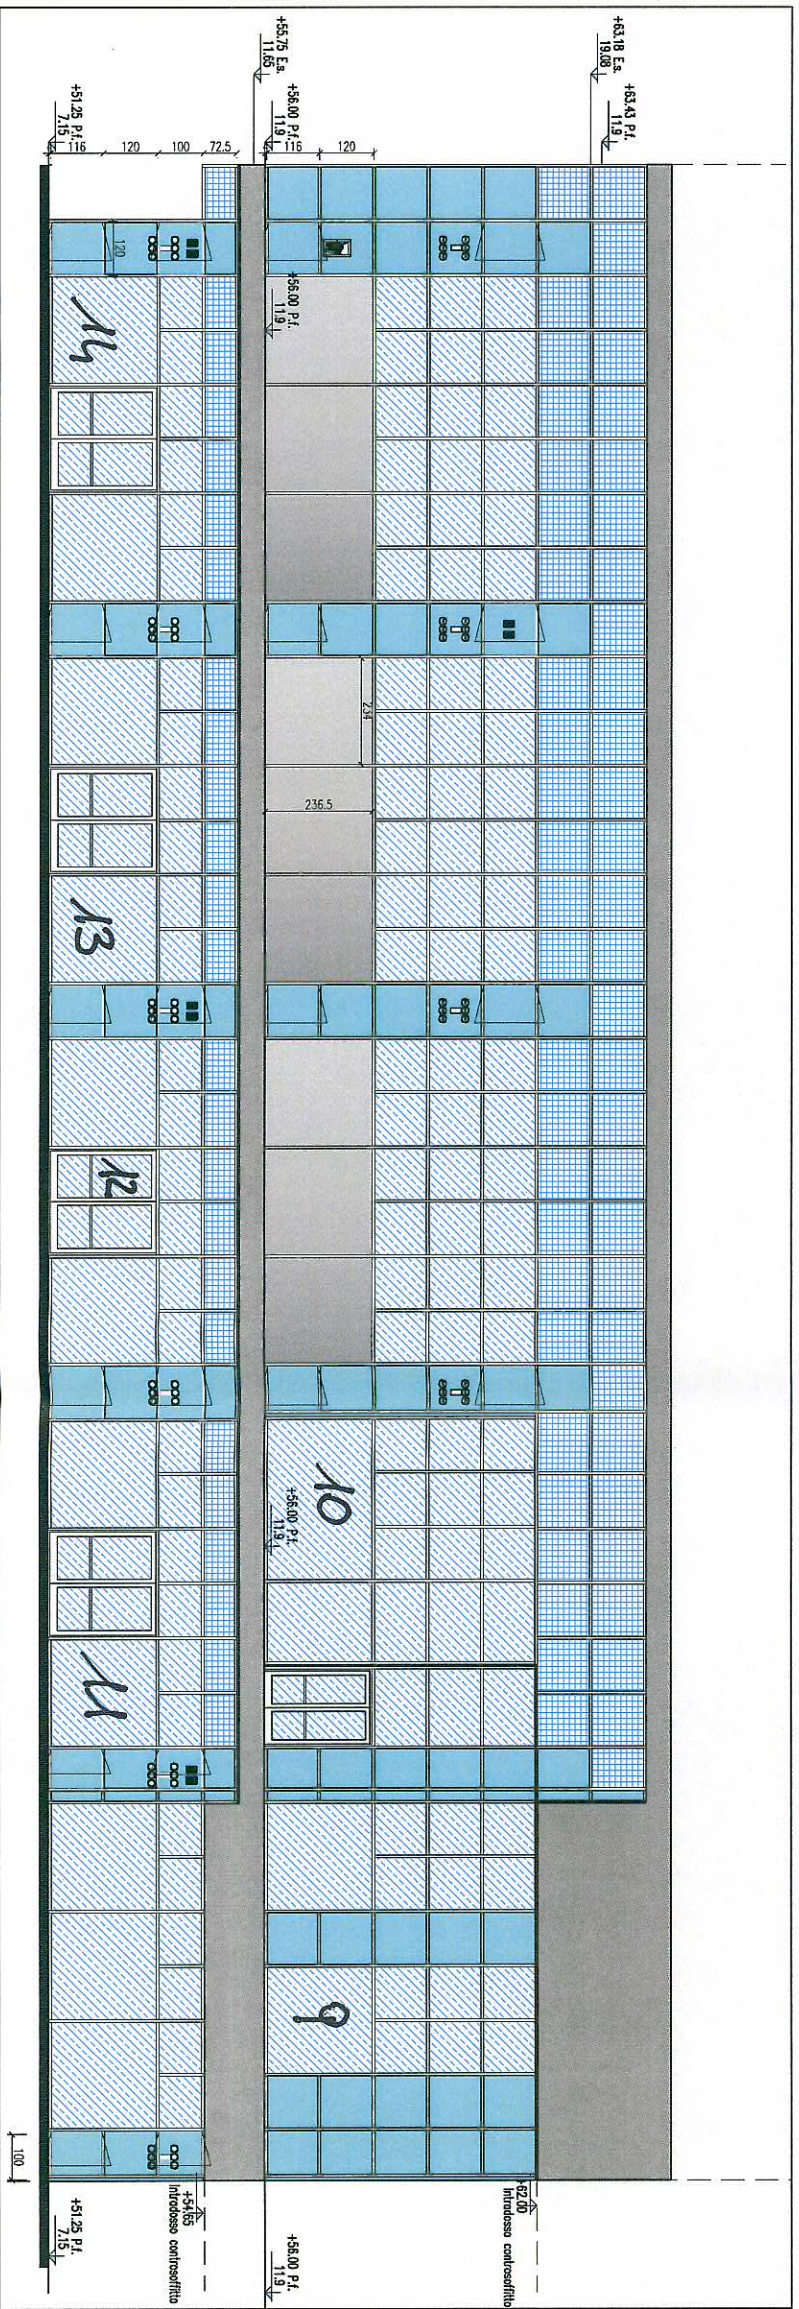 +63.18 E.s.
19.08
+63.43 P.f.
11.9
+55.75 E.s.
11.65
+56.00 P.f.
11.9
+51.25 P.f.
7.15
116
120
100
72.5
116
120
120
+56.00 P.f.
11.9
234
236.5
+56.00 P.f.
11.9
14
13
12
10
11
9
100
+62.00
Intradosso controsoffitto
+54.65
Intradosso controsoffitto
+56.00 P.f.
11.9
+51.25 P.f.
7.15